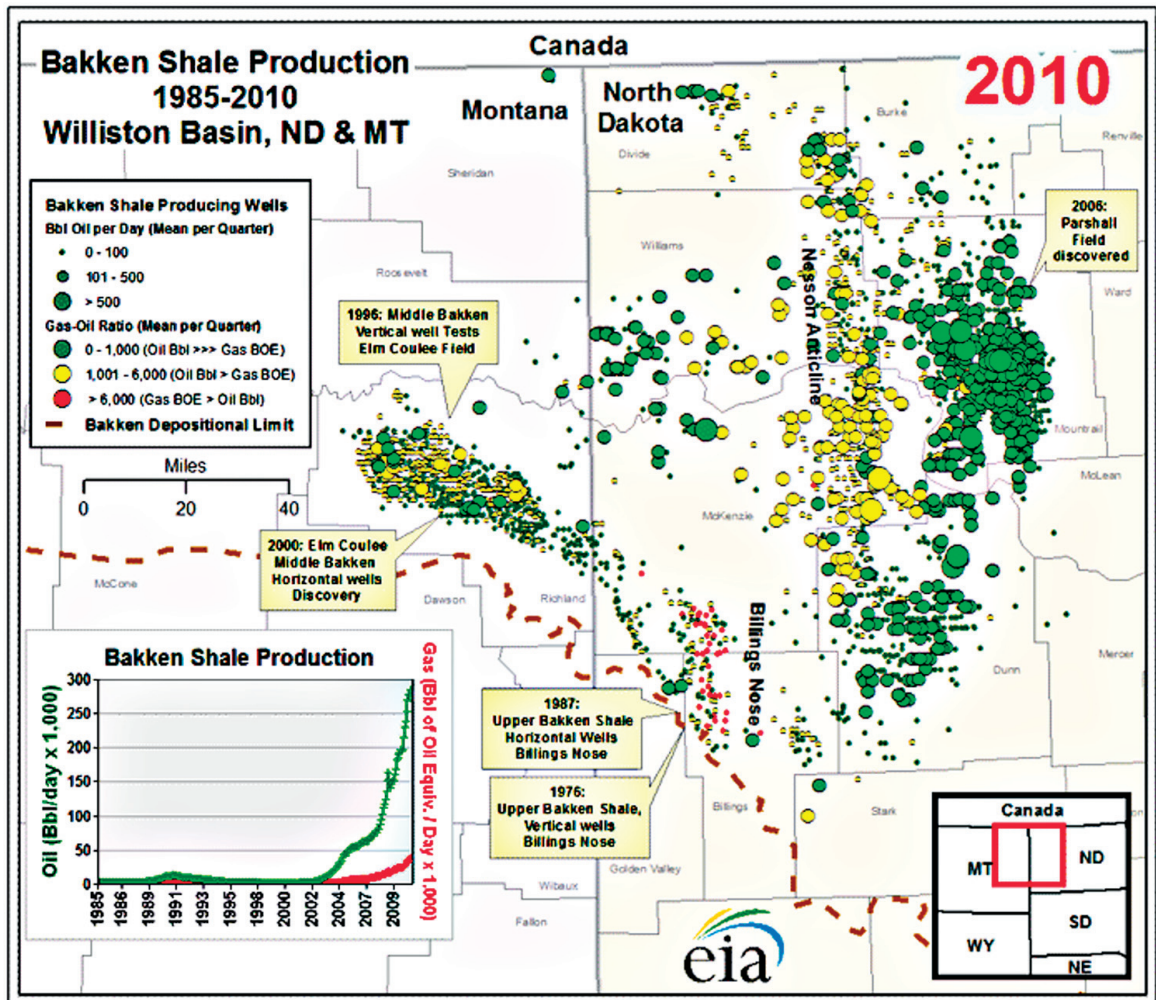 Bakken Shale Production
1985-2010
Williston Basin, ND & MT
Canada
Montana
North
Dakota
2010
Bakken Shale Producing Wells
Bbl Oil per Day (Mean per Quarter)
0 - 100
101 - 500
> 500
Gas-Oil Ratio (Mean per Quarter)
0 - 1,000 (Oil Bbl >>> Gas BOE)
1,001 - 6,000 (Oil Bbl > Gas BOE)
> 6,000 (Gas BOE > Oil Bbl)
Bakken Depositional Limit
Miles
0 20 40
Sheridan
Roosevelt
Divide
Burke
Renville
Williams
Ward
Mountrail
McLean
McKenzie
McCone
Dawson
Richland
Dunn
Mercer
Billings
Stark
Golden Valley
Wibaux
Fallon
Nesson Anticline
Billings Nose
2006:
Parshall
Field
discovered
1996: Middle Bakken
Vertical well Tests
Elm Coulee Field
2000: Elm Coulee
Middle Bakken
Horizontal wells
Discovery
1987:
Upper Bakken Shale
Horizontal Wells
Billings Nose
1976:
Upper Bakken Shale,
Vertical wells
Billings Nose
Bakken Shale Production
Oil (Bbl/day x 1,000)
300
250
200
150
100
50
0
1985 1986 1989 1991 1993 1995 1998 2000 2002 2004 2007 2009
Gas (Bbl of Oil Equiv. / Day x 1,000)
eia
Canada
MT
ND
SD
WY
NE